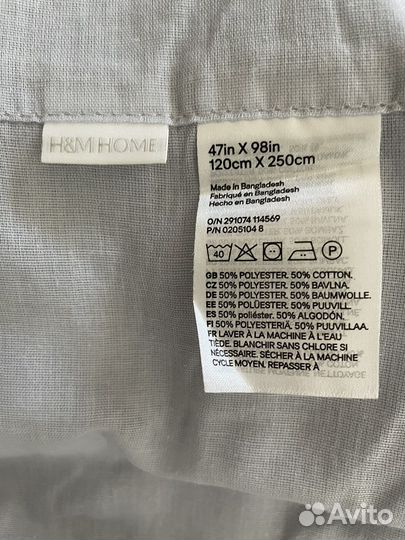 H&M HOME
47in X 98in
120cm X 250cm
Made in Bangladesh
Fabriqué en Bangladesh
Hecho en Bangladesh
O/N 291074 114569
P/N 0205104 8
40 P
GB 50% POLYESTER. 50% COTTON.
CZ 50% POLYESTER. 50% BAVLNA.
DE 50% POLYESTER. 50% BAUMWOLLE.
EE 50% POLÜESTER. 50% PUUVILL.
ES 50% poliéster. 50% ALGODÓN.
FI 50% POLYESTERIÄ. 50% PUUVILLAA.
FR LAVER À LA MACHINE À L'EAU
TIÈDE. BLANCHIR SANS CHLORE SI
NÉCESSAIRE. SÉCHER À LA MACHINE
CYCLE MOYEN. REPASSER À
Avito